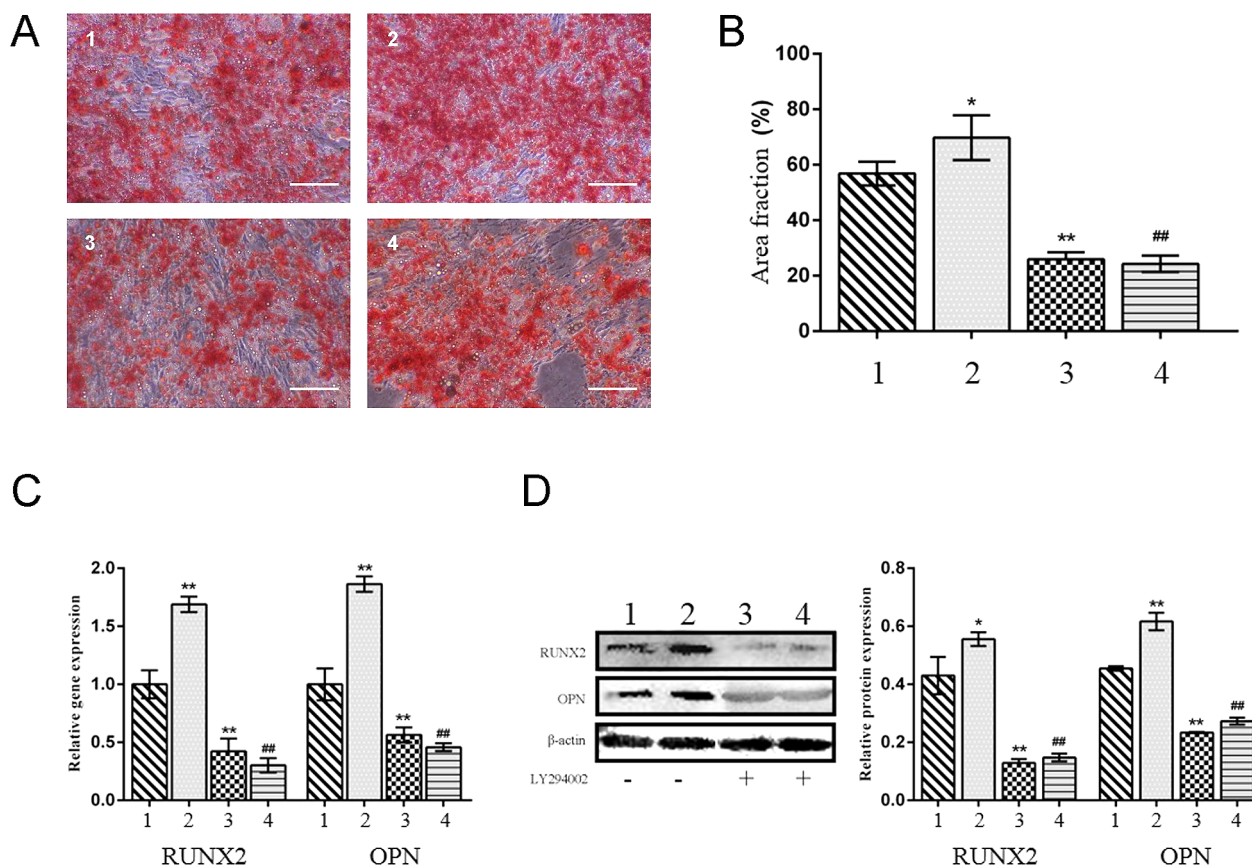 A
1
2
3
4
B
Area fraction (%)
100
80
60
40
20
0
*
**
##
1 2 3 4
C
Relative gene expression
2.0
1.5
1.0
0.5
0.0
**
**
##
**
**
##
1 2 3 4 1 2 3 4
RUNX2 OPN
D
1 2 3 4
RUNX2
OPN
β-actin
LY294002 - - + +
Relative protein expression
0.8
0.6
0.4
0.2
0.0
*
**
##
**
**
##
1 2 3 4 1 2 3 4
RUNX2 OPN